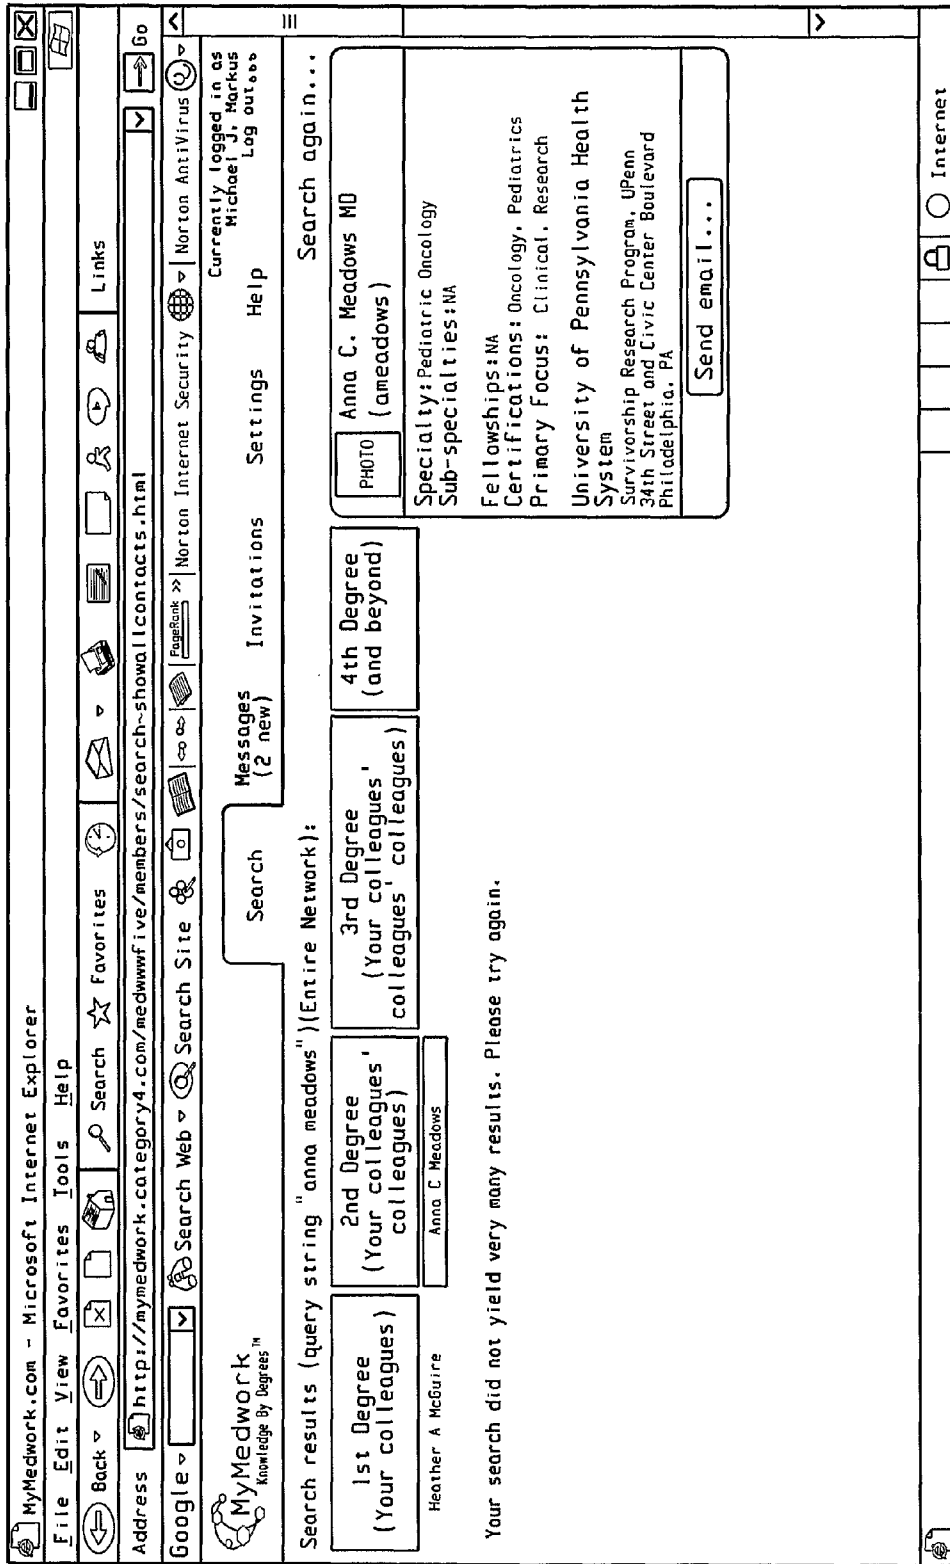 MyMedwork.com - Microsoft Internet Explorer
File Edit View Favorites Tools Help
Back Search Favorites Links
Address http://mymedwork.category4.com/medwwwfive/members/search-showallcontacts.html Go
Google Search Web Search Site PageRank >> Norton Internet Security Norton AntiVirus
MyMedwork
Knowledge By Degrees™
Search
Messages
(2 new)
Invitations
Settings
Help
Currently logged in as
Michael J. Markus
Log out...
Search results (query string "anna meadows")(Entire Network):
Search again...
1st Degree
(Your colleagues)
2nd Degree
(Your colleagues'
colleagues)
3rd Degree
(Your colleagues'
colleagues' colleagues)
4th Degree
(and beyond)
Heather A McGuire
Anna C Meadows
PHOTO
Anna C. Meadows MD
(ameadows)
Specialty:Pediatric Oncology
Sub-specialties:NA
Fellowships:NA
Certifications:Oncology, Pediatrics
Primary Focus: Clinical, Research
University of Pennsylvania Health
System
Survivorship Research Program, UPenn
34th Street and Civic Center Boulevard
Philadelphia, PA
Send email...
Your search did not yield very many results. Please try again.
Internet